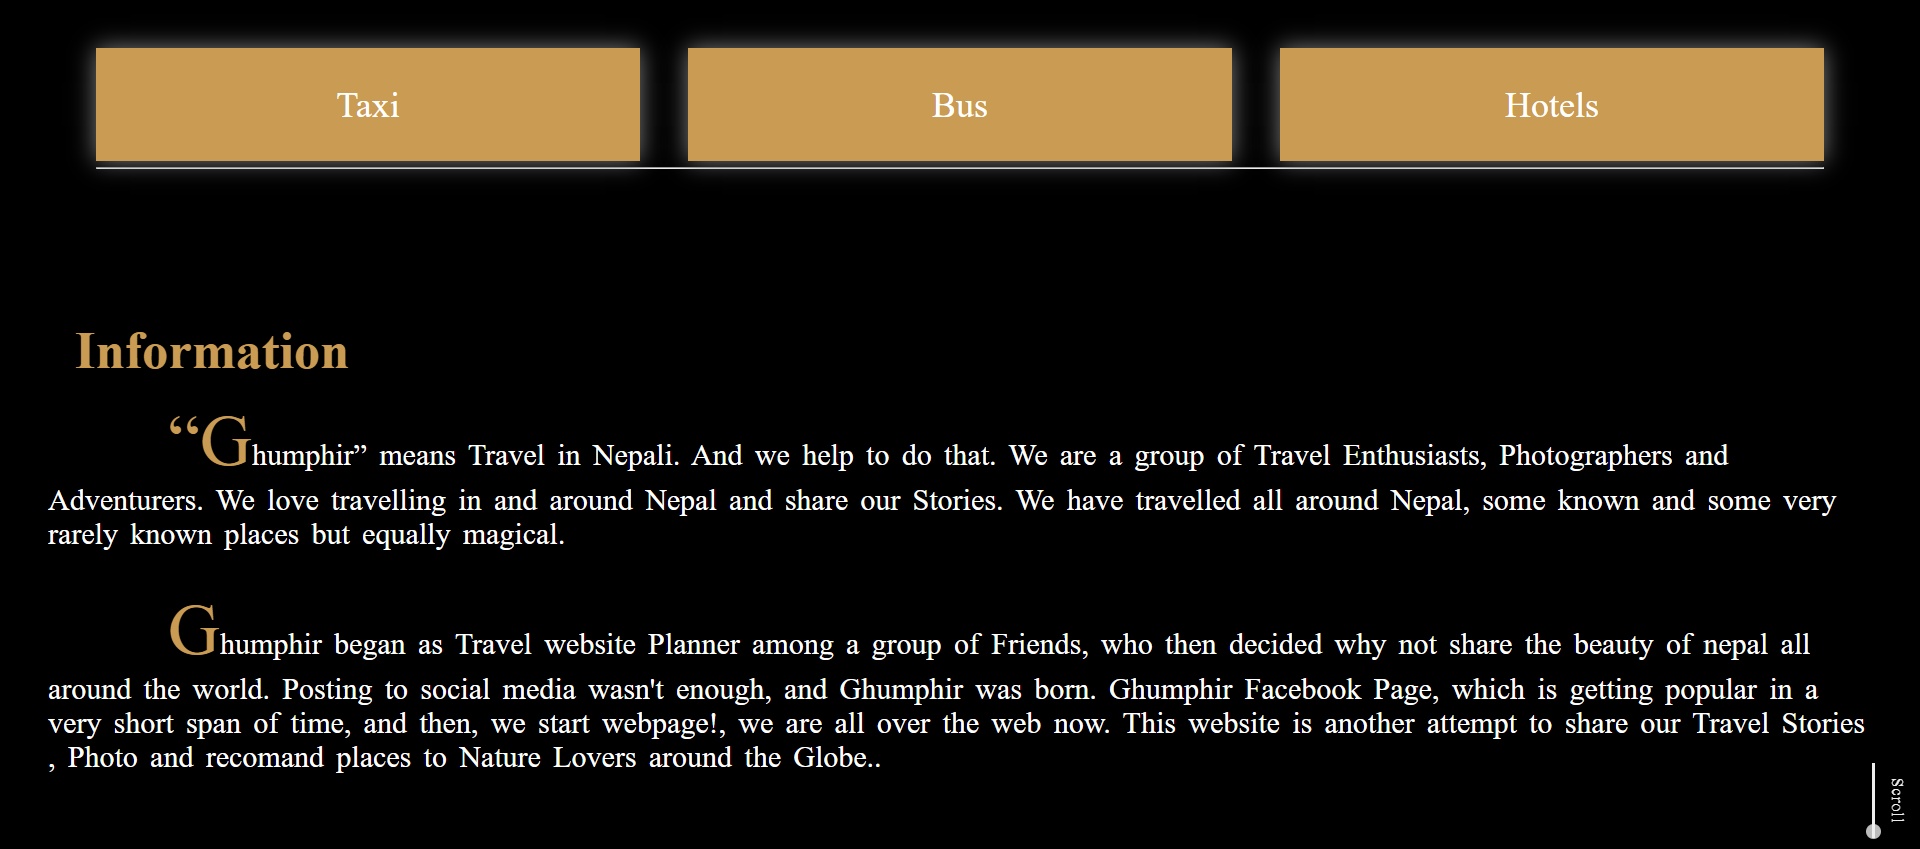 Taxi
Bus
Hotels
Information
“Ghumphir” means Travel in Nepali. And we help to do that. We are a group of Travel Enthusiasts, Photographers and
Adventurers. We love travelling in and around Nepal and share our Stories. We have travelled all around Nepal, some known and some very
rarely known places but equally magical.
Ghumphir began as Travel website Planner among a group of Friends, who then decided why not share the beauty of nepal all
around the world. Posting to social media wasn't enough, and Ghumphir was born. Ghumphir Facebook Page, which is getting popular in a
very short span of time, and then, we start webpage!, we are all over the web now. This website is another attempt to share our Travel Stories
, Photo and recomand places to Nature Lovers around the Globe..
Scroll